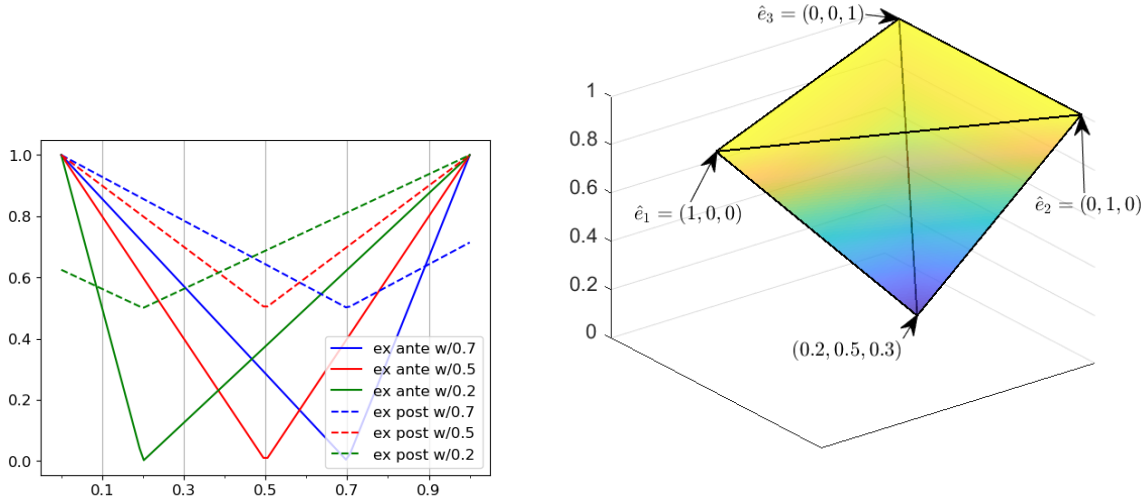 1.0
0.8
0.6
0.4
0.2
0.0
0.1 0.3 0.5 0.7 0.9
ex ante w/0.7
ex ante w/0.5
ex ante w/0.2
ex post w/0.7
ex post w/0.5
ex post w/0.2
ê₃ = (0, 0, 1)
1
0.8
0.6
0.4
0.2
0
ê₁ = (1, 0, 0)
ê₂ = (0, 1, 0)
(0.2, 0.5, 0.3)